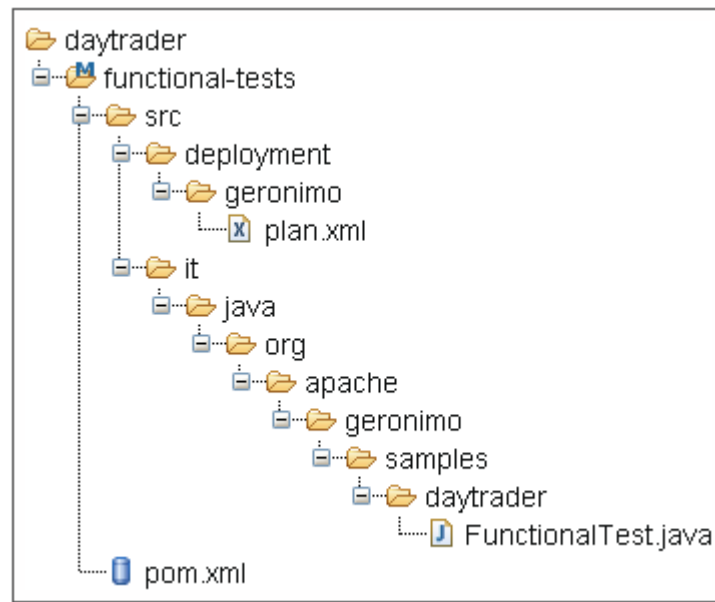 daytrader
M
functional-tests
src
deployment
geronimo
X
plan.xml
it
java
org
apache
geronimo
samples
daytrader
J
FunctionalTest.java
pom.xml